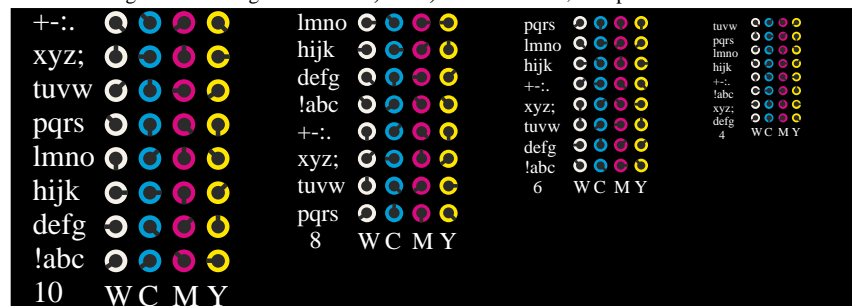 +-:.
xyz;
tuvw
pqrs
lmno
hijk
defg
!abc
10 W C M Y
lmno
hijk
defg
!abc
+-:.
xyz;
tuvw
pqrs
8 W C M Y
pqrs
lmno
hijk
+-:.
xyz;
tuvw
defg
!abc
6 W C M Y
tuvw
pqrs
lmno
hijk
+-:.
!abc
xyz;
defg
4 W C M Y